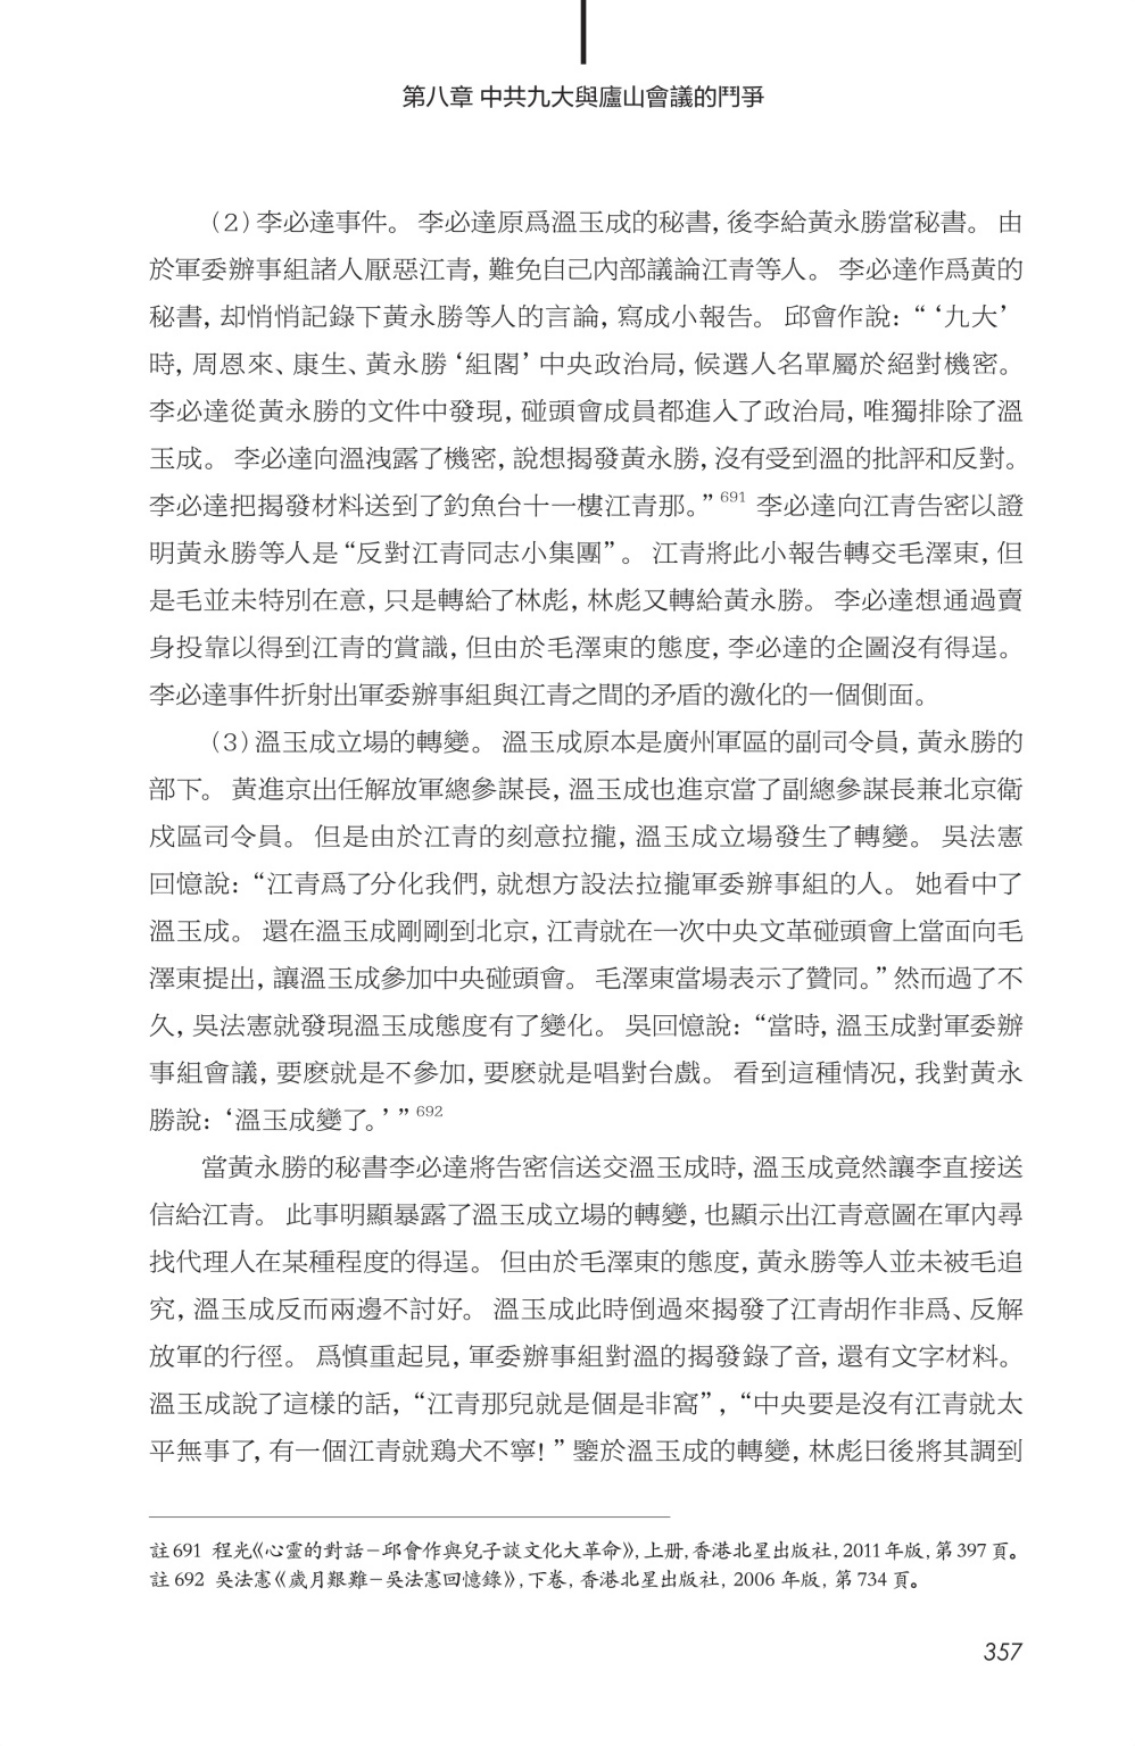 第八章 中共九大與廬山會議的鬥爭
（2）李必達事件。 李必達原爲溫玉成的秘書，後李給黃永勝當秘書。 由
於軍委辦事組諸人厭惡江青，難免自己內部議論江青等人。 李必達作爲黃的
秘書，却悄悄記錄下黃永勝等人的言論，寫成小報告。 邱會作說：“‘九大’
時，周恩來、康生、黃永勝‘組閣’中央政治局，候選人名單屬於絕對機密。
李必達從黃永勝的文件中發現，碰頭會成員都進入了政治局，唯獨排除了溫
玉成。 李必達向溫洩露了機密，說想揭發黃永勝，沒有受到溫的批評和反對。
李必達把揭發材料送到了釣魚台十一樓江青那。”691 李必達向江青告密以證
明黃永勝等人是“反對江青同志小集團”。 江青將此小報告轉交毛澤東，但
是毛並未特別在意，只是轉給了林彪，林彪又轉給黃永勝。 李必達想通過賣
身投靠以得到江青的賞識，但由於毛澤東的態度，李必達的企圖沒有得逞。
李必達事件折射出軍委辦事組與江青之間的矛盾的激化的一個側面。
（3）溫玉成立場的轉變。 溫玉成原本是廣州軍區的副司令員，黃永勝的
部下。 黃進京出任解放軍總參謀長，溫玉成也進京當了副總參謀長兼北京衛
戍區司令員。 但是由於江青的刻意拉攏，溫玉成立場發生了轉變。 吳法憲
回憶說：“江青爲了分化我們，就想方設法拉攏軍委辦事組的人。 她看中了
溫玉成。 還在溫玉成剛剛到北京，江青就在一次中央文革碰頭會上當面向毛
澤東提出，讓溫玉成參加中央碰頭會。 毛澤東當場表示了贊同。”然而過了不
久，吳法憲就發現溫玉成態度有了變化。 吳回憶說：“當時，溫玉成對軍委辦
事組會議，要麽就是不參加，要麽就是唱對台戲。 看到這種情况，我對黃永
勝說：‘溫玉成變了。’”692
當黃永勝的秘書李必達將告密信送交溫玉成時，溫玉成竟然讓李直接送
信給江青。 此事明顯暴露了溫玉成立場的轉變，也顯示出江青意圖在軍內尋
找代理人在某種程度的得逞。 但由於毛澤東的態度，黃永勝等人並未被毛追
究，溫玉成反而兩邊不討好。 溫玉成此時倒過來揭發了江青胡作非爲、反解
放軍的行徑。 爲慎重起見，軍委辦事組對溫的揭發錄了音，還有文字材料。
溫玉成說了這樣的話，“江青那兒就是個是非窩”，“中央要是沒有江青就太
平無事了，有一個江青就鷄犬不寧！”鑒於溫玉成的轉變，林彪日後將其調到
註 691 程光《心靈的對話－邱會作與兒子談文化大革命》，上册，香港北星出版社，2011 年版，第 397 頁。
註 692 吳法憲《歲月艱難－吳法憲回憶錄》，下卷，香港北星出版社，2006 年版，第 734 頁。
357